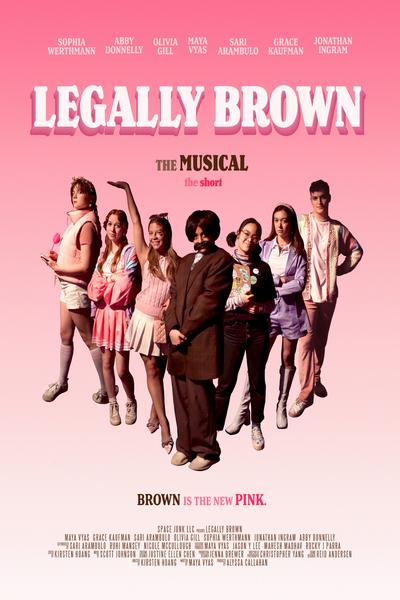 SOPHIA WERTHMANN
ABBY DONNELLY
OLIVIA GILL
MAYA VYAS
SARI ARAMBULO
GRACE KAUFMAN
JONATHAN INGRAM
LEGALLY BROWN
THE MUSICAL
the short
BROWN IS THE NEW PINK.
SPACE JUNK LLC PRESENTS LEGALLY BROWN
MAYA VYAS GRACE KAUFMAN SARI ARAMBULO OLIVIA GILL SOPHIA WERTHMANN JONATHAN INGRAM ABBY DONNELLY
SARI ARAMBULO RUHI MANSEY NICOLE MCCULLOUGH MAYA VYAS JASON Y LEE MAHESH MADHAV ROCKY J PARRA
KIRSTEN HOANG SCOTT JOHNSON JUSTINE ELLEN CHEN JENNA BREWER CHRISTOPHER YANG REID ANDERSEN
KIRSTEN HOANG MAYA VYAS ALYSSA CALLAHAN